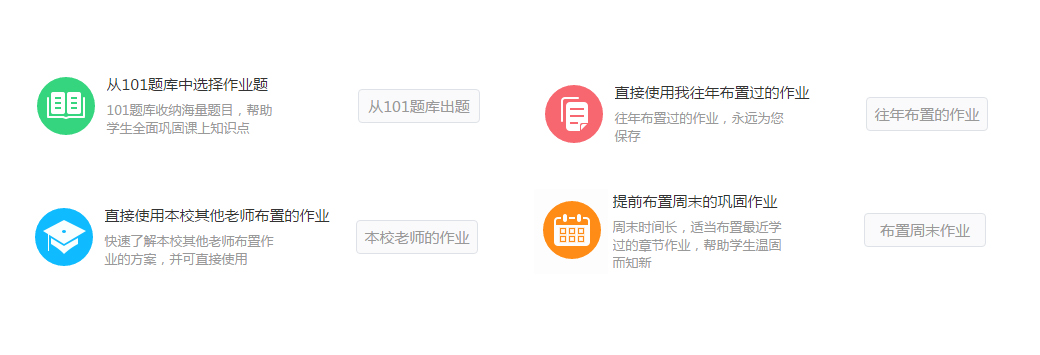 从101题库中选择作业题
101题库收纳海量题目，帮助
学生全面巩固课上知识点
从101题库出题
直接使用我往年布置过的作业
往年布置过的作业，永远为您
保存
往年布置的作业
直接使用本校其他老师布置的作业
快速了解本校其他老师布置作
业的方案，并可直接使用
本校老师的作业
提前布置周末的巩固作业
周末时间长，适当布置最近学
过的章节作业，帮助学生温固
而知新
布置周末作业